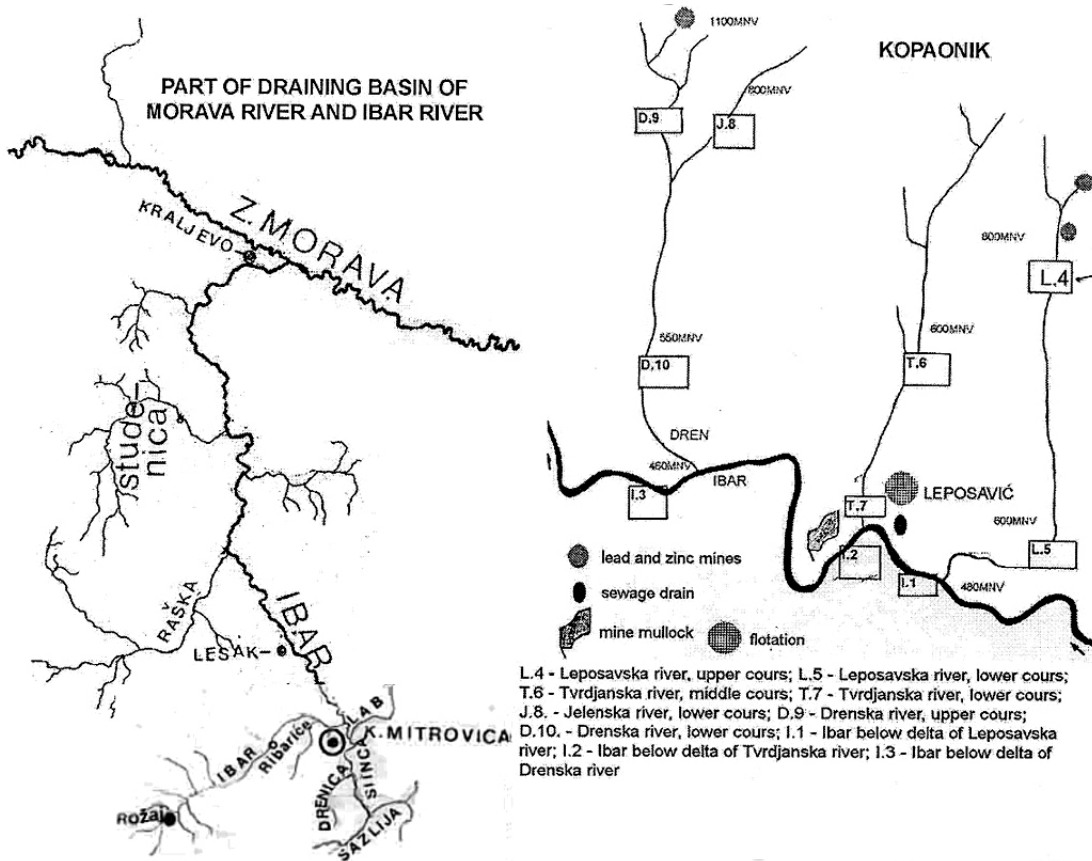 PART OF DRAINING BASIN OF
MORAVA RIVER AND IBAR RIVER
KRALJEVO
Z. MORAVA
stude-
nica
RAŠKA
IBAR
LEŠAK
LAB
K. MITROVICA
IBAR
Ribariće
DRENICA
SITNICA
SAZLIJA
Rožaj
KOPAONIK
1100MNV
800MNV
D.9
J.8
600MNV
L.4
550MNV
600MNV
D.10
T.6
DREN
460MNV
IBAR
I.3
LEPOSAVIĆ
T.7
600MNV
L.5
I.2
I.1
480MNV
lead and zinc mines
sewage drain
mine mullock
flotation
L.4 - Leposavska river, upper cours; L.5 - Leposavska river, lower cours;
T.6 - Tvrdjanska river, middle cours; T.7 - Tvrdjanska river, lower cours;
J.8. - Jelenska river, lower cours; D.9 - Drenska river, upper cours;
D.10. - Drenska river, lower cours; I.1 - Ibar below delta of Leposavska
river; I.2 - Ibar below delta of Tvrdjanska river; I.3 - Ibar below delta of
Drenska river